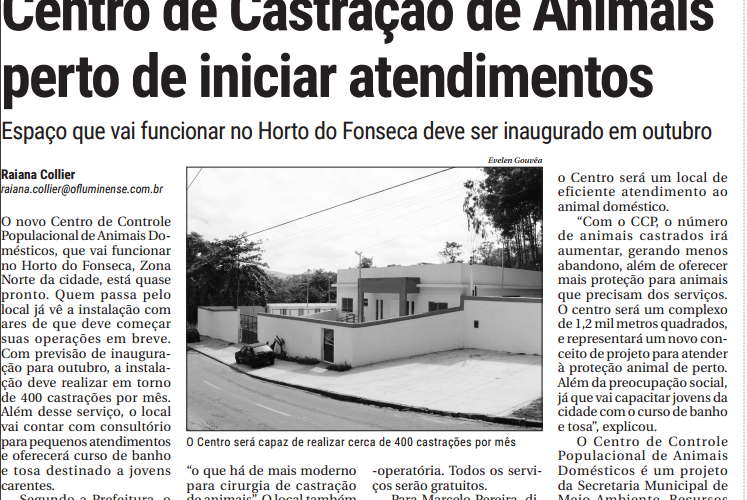 Centro de Castração de Animais
perto de iniciar atendimentos
Espaço que vai funcionar no Horto do Fonseca deve ser inaugurado em outubro
Raiana Collier
raiana.collier@ofluminense.com.br
O novo Centro de Controle
Populacional de Animais Do-
mésticos, que vai funcionar
no Horto do Fonseca, Zona
Norte da cidade, está quase
pronto. Quem passa pelo
local já vê a instalação com
ares de que deve começar
suas operações em breve.
Com previsão de inaugura-
ção para outubro, a instala-
ção deve realizar em torno
de 400 castrações por mês.
Além desse serviço, o local
vai contar com consultório
para pequenos atendimentos
e oferecerá curso de banho
e tosa destinado a jovens
carentes.
Segundo a Prefeitura, o
Evelen Gouvêa
O Centro será capaz de realizar cerca de 400 castrações por mês
“o que há de mais moderno
para cirurgia de castração
de animais”. O local também
-operatória. Todos os servi-
ços serão gratuitos.
Para Marcelo Pereira, di-
o Centro será um local de
eficiente atendimento ao
animal doméstico.
“Com o CCP, o número
de animais castrados irá
aumentar, gerando menos
abandono, além de oferecer
mais proteção para animais
que precisam dos serviços.
O centro será um complexo
de 1,2 mil metros quadrados,
e representará um novo con-
ceito de projeto para atender
à proteção animal de perto.
Além da preocupação social,
já que vai capacitar jovens da
cidade com o curso de banho
e tosa”, explicou.
O Centro de Controle
Populacional de Animais
Domésticos é um projeto
da Secretaria Municipal de
Meio Ambiente, Recursos